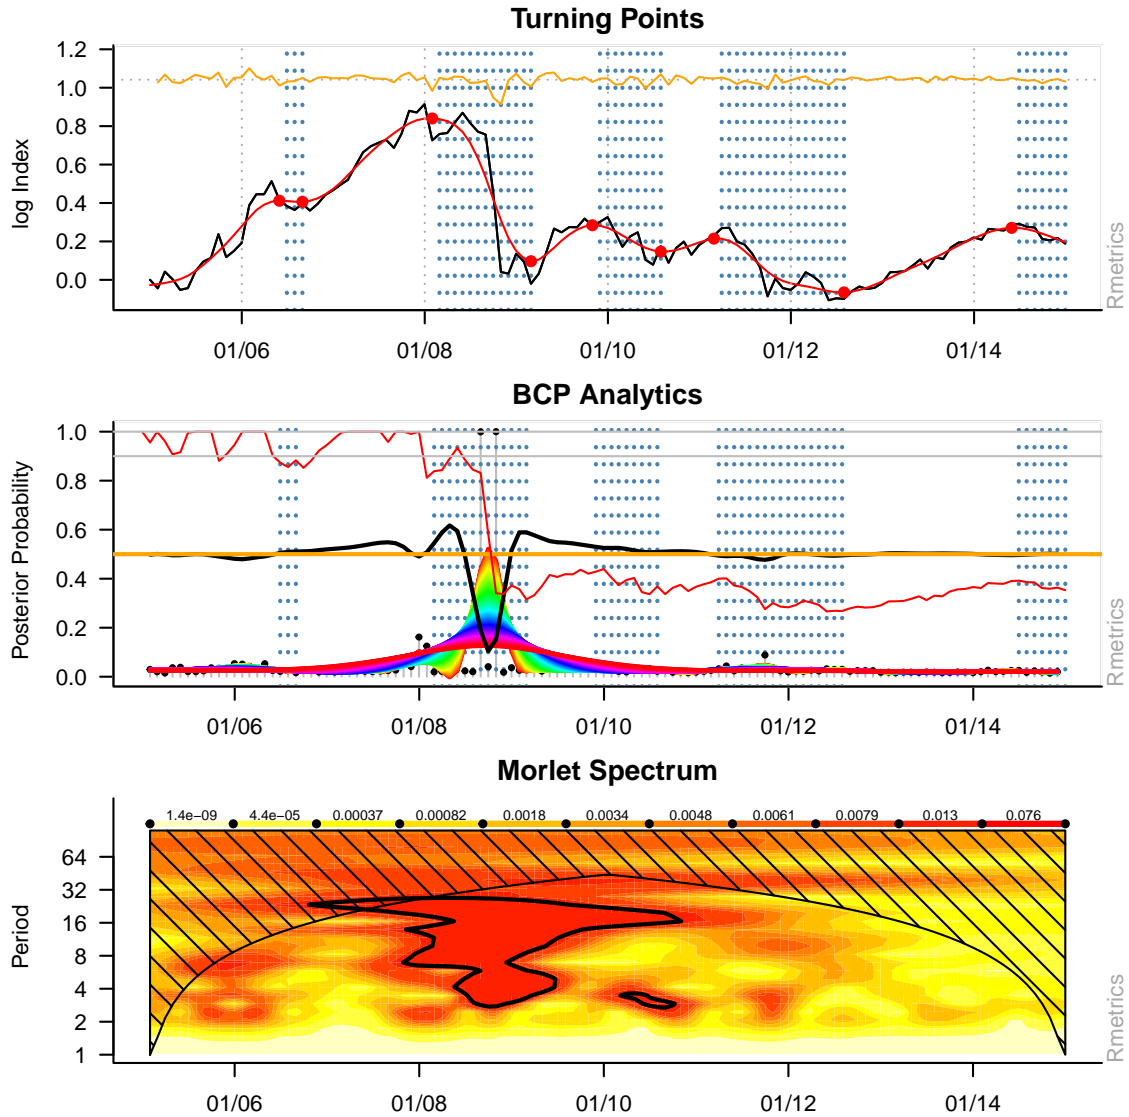 Turning Points
log Index
1.2
1.0
0.8
0.6
0.4
0.2
0.0
01/06 01/08 01/10 01/12 01/14
Rmetrics
BCP Analytics
Posterior Probability
1.0
0.8
0.6
0.4
0.2
0.0
01/06 01/08 01/10 01/12 01/14
Rmetrics
Morlet Spectrum
1.4e−09 4.4e−05 0.00037 0.00082 0.0018 0.0034 0.0048 0.0061 0.0079 0.013 0.076
Period
64
32
16
8
4
2
1
01/06 01/08 01/10 01/12 01/14
Rmetrics